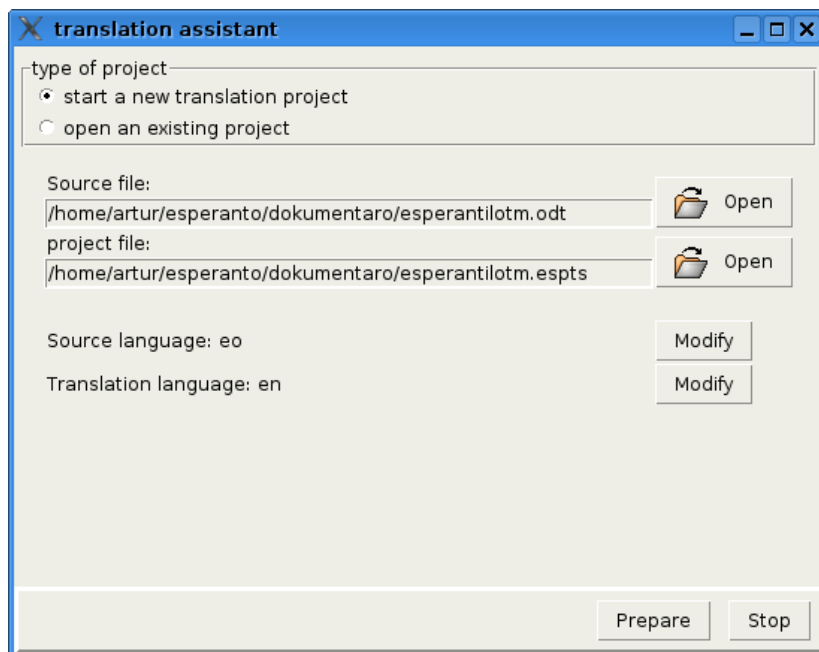 translation assistant
type of project
start a new translation project
open an existing project
Source file:
/home/artur/esperanto/dokumentaro/esperantilotm.odt Open
project file:
/home/artur/esperanto/dokumentaro/esperantilotm.espts Open
Source language: eo Modify
Translation language: en Modify
Prepare Stop